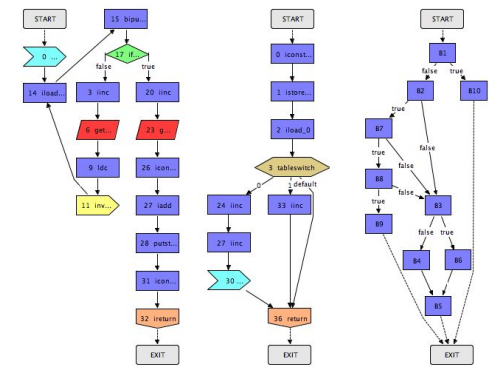 START
15 bipu...
0 ...
17 if...
false
true
14 iload...
3 iinc
20 iinc
6 get...
23 g...
9 ldc
26 icon...
11 inv...
27 iadd
28 putst...
31 icon...
32 ireturn
EXIT
START
0 iconst...
1 istore...
2 iload_0
3 tableswitch
0
1
default
24 iinc
33 iinc
27 iinc
30 ...
36 return
EXIT
START
B1
false
true
B2
B10
true
B7
false
true
false
B8
false
true
B3
B9
false
true
B4
B6
B5
EXIT